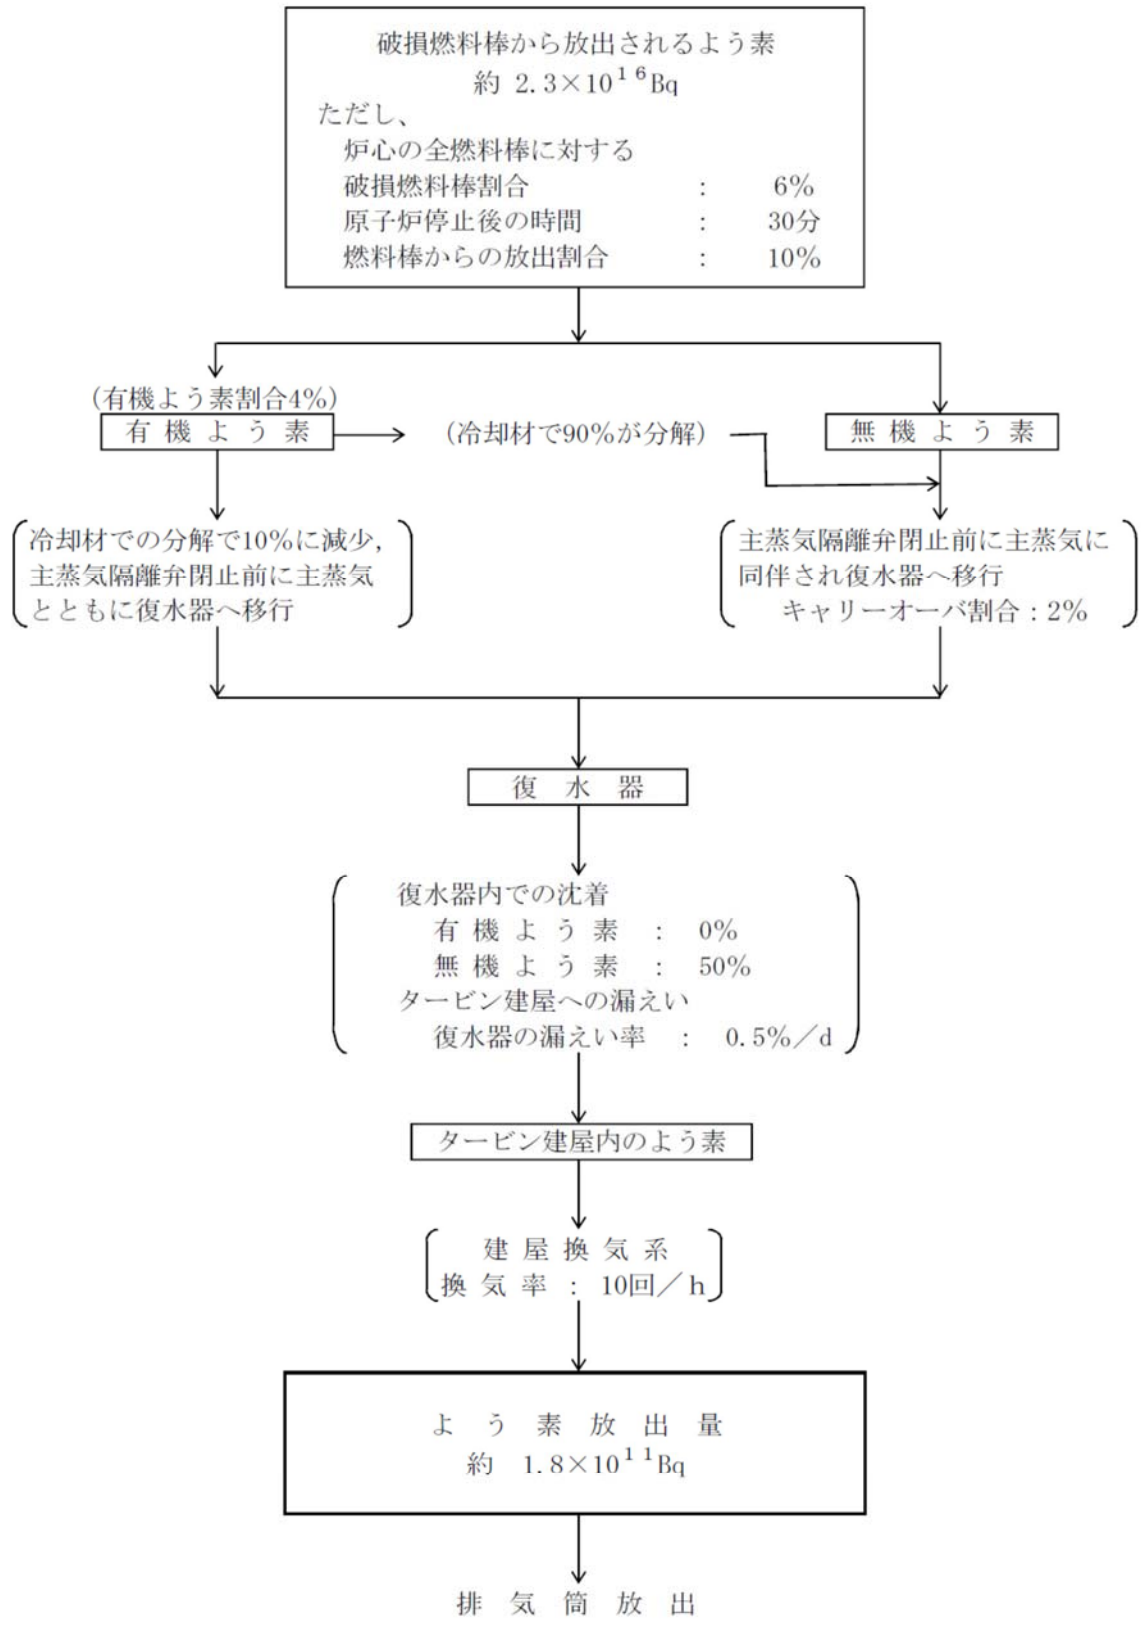 破損燃料棒から放出されるよう素
約 2.3×10¹⁶Bq
ただし、
炉心の全燃料棒に対する
破損燃料棒割合 : 6%
原子炉停止後の時間 : 30分
燃料棒からの放出割合 : 10%
(有機よう素割合4%)
有機よう素
(冷却材で90%が分解)
無機よう素
冷却材での分解で10%に減少,
主蒸気隔離弁閉止前に主蒸気
とともに復水器へ移行
主蒸気隔離弁閉止前に主蒸気に
同伴され復水器へ移行
キャリーオーバ割合:2%
復水器
復水器内での沈着
有機よう素 : 0%
無機よう素 : 50%
タービン建屋への漏えい
復水器の漏えい率 : 0.5%/d
タービン建屋内のよう素
建屋換気系
換気率 : 10回/h
よう素放出量
約 1.8×10¹¹Bq
排気筒放出